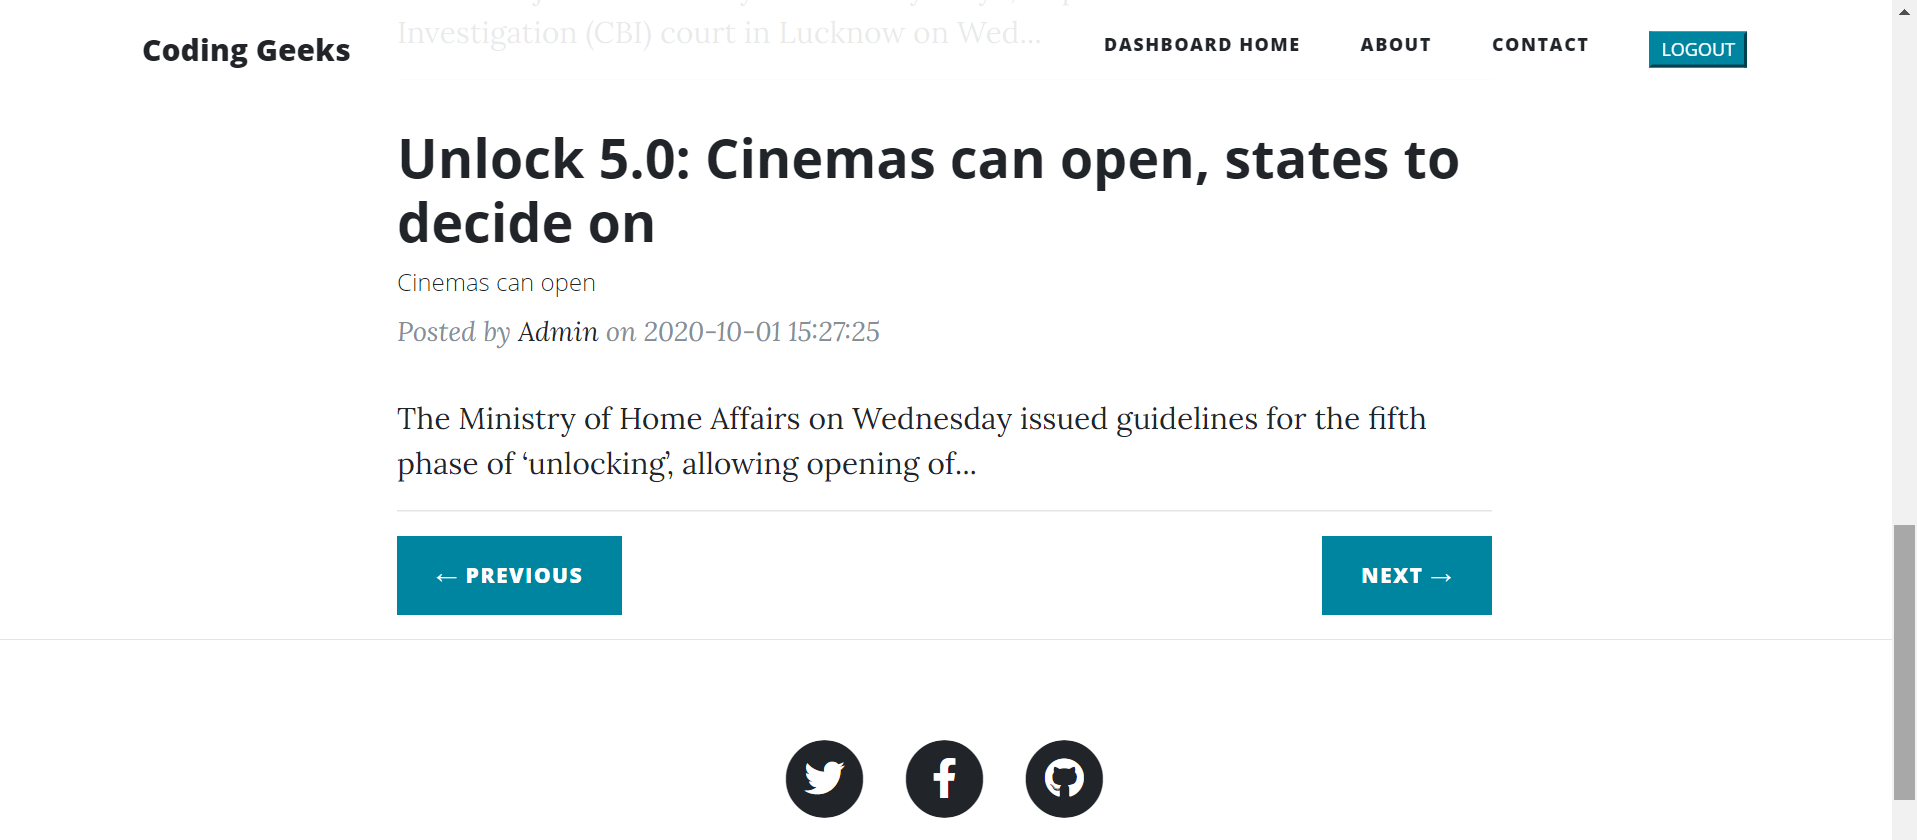 Investigation (CBI) court in Lucknow on Wed...
Coding Geeks
DASHBOARD HOME
ABOUT
CONTACT
LOGOUT
Unlock 5.0: Cinemas can open, states to
decide on
Cinemas can open
Posted by Admin on 2020-10-01 15:27:25
The Ministry of Home Affairs on Wednesday issued guidelines for the fifth
phase of ‘unlocking’, allowing opening of...
← PREVIOUS
NEXT →